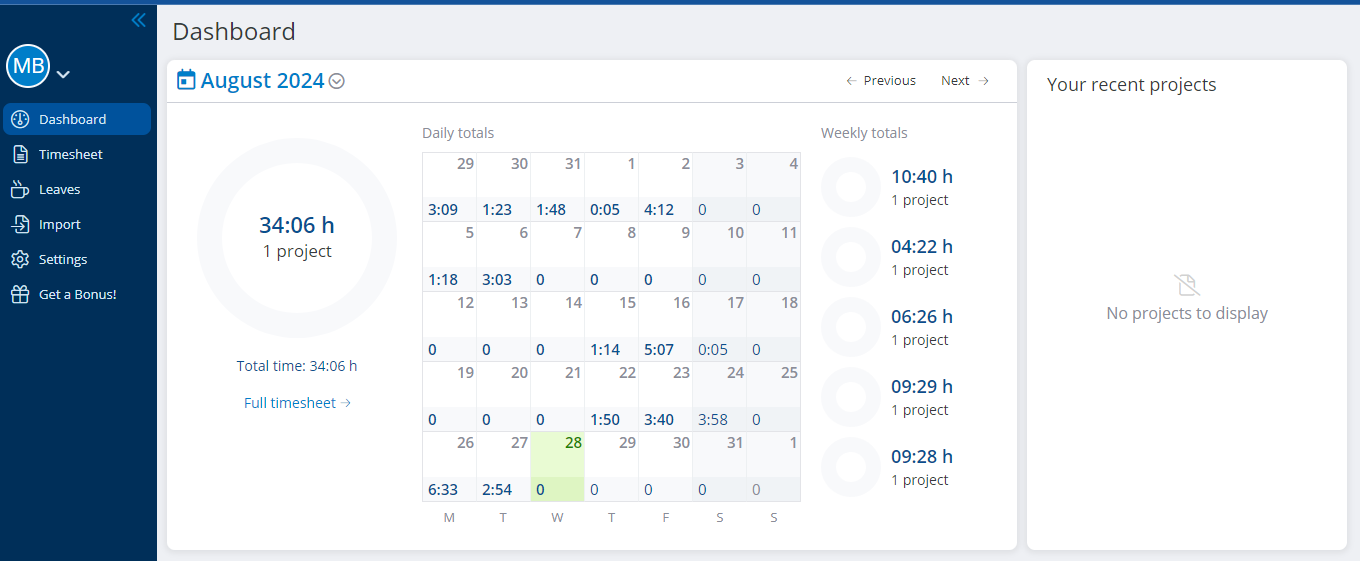 MB
Dashboard
Timesheet
Leaves
Import
Settings
Get a Bonus!
Dashboard
August 2024
Previous
Next
34:06 h
1 project
Total time: 34:06 h
Full timesheet
Daily totals
29 30 31 1 2 3 4
3:09 1:23 1:48 0:05 4:12 0 0
5 6 7 8 9 10 11
1:18 3:03 0 0 0 0 0
12 13 14 15 16 17 18
0 0 0 1:14 5:07 0:05 0
19 20 21 22 23 24 25
0 0 0 1:50 3:40 3:58 0
26 27 28 29 30 31 1
6:33 2:54 0 0 0 0 0
M T W T F S S
Weekly totals
10:40 h
1 project
04:22 h
1 project
06:26 h
1 project
09:29 h
1 project
09:28 h
1 project
Your recent projects
No projects to display